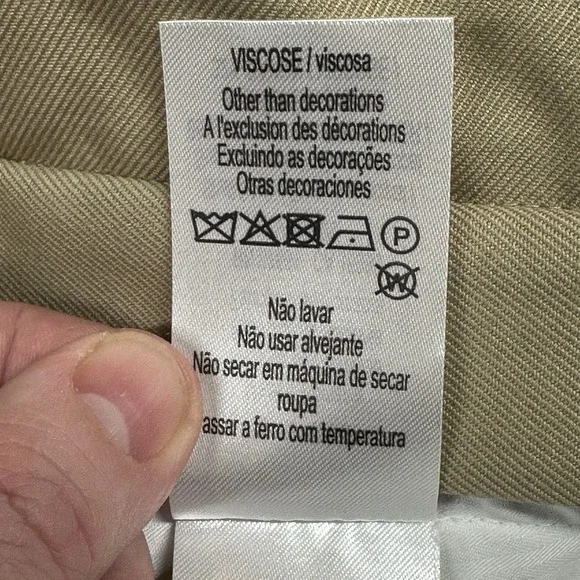 VISCOSE / viscosa
Other than decorations
A l'exclusion des décorations
Excluindo as decorações
Otras decoraciones
P
W
Não lavar
Não usar alvejante
Não secar em máquina de secar
roupa
a ferro com temperatura